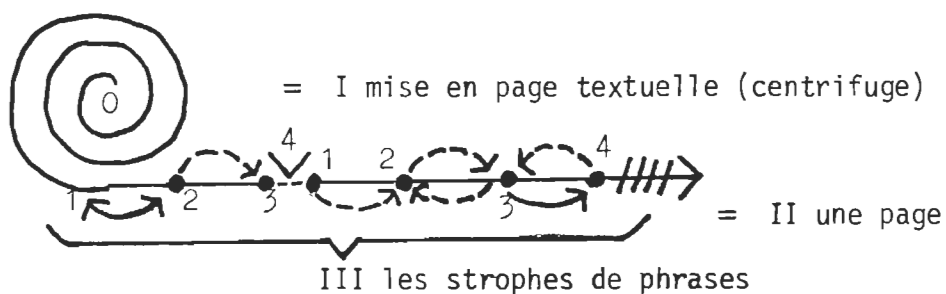 0
= I mise en page textuelle (centrifuge)
4 1 2 4
1 2 3 3
= II une page
III les strophes de phrases